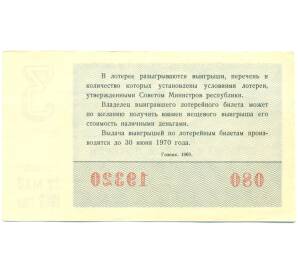 В лотерее разыгрываются выигрыши, перечень и
количество которых установлены условиями лотереи,
утвержденными Советом Министров республики.
Владелец выигравшего лотерейного билета может
по желанию получить взамен вещевого выигрыша его
стоимость наличными деньгами.
Выдача выигрышей по лотерейным билетам произ-
водится до 30 июня 1970 года.
Гознак. 1969.
19320 080